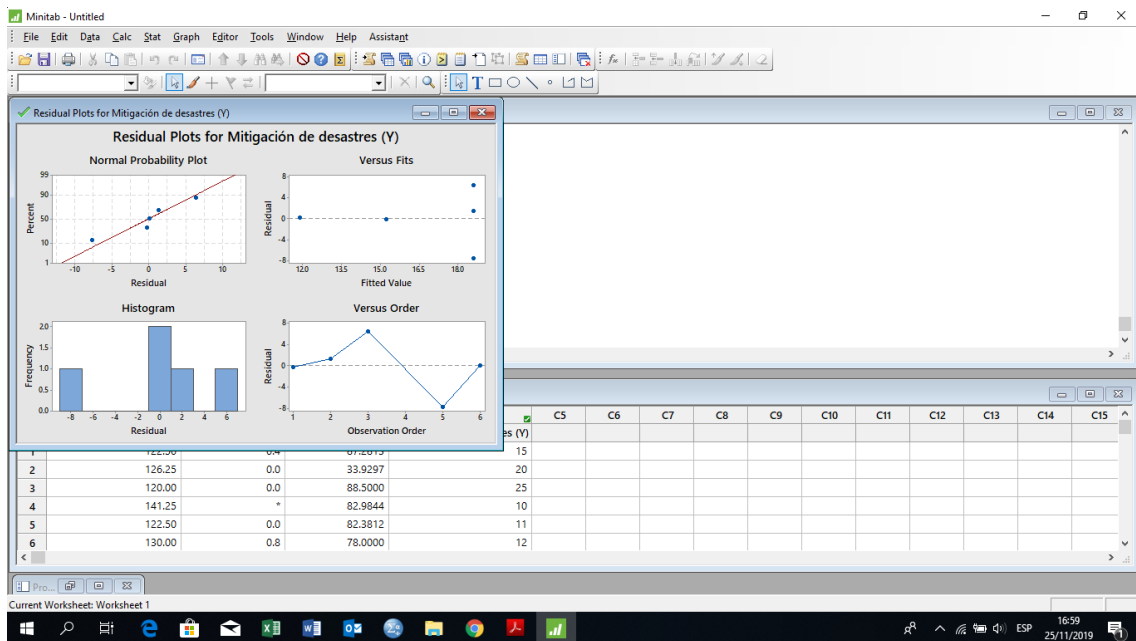 Minitab - Untitled
File Edit Data Calc Stat Graph Editor Tools Window Help Assistant
Residual Plots for Mitigación de desastres (Y)
Residual Plots for Mitigación de desastres (Y)
Normal Probability Plot
99
90
50
10
1
Percent
-10 -5 0 5 10
Residual
Versus Fits
8
4
0
-4
-8
Residual
12.0 13.5 15.0 16.5 18.0
Fitted Value
Histogram
2.0
1.5
1.0
0.5
0.0
Frequency
-8 -6 -4 -2 0 2 4 6
Residual
Versus Order
8
4
0
-4
-8
Residual
1 2 3 4 5 6
Observation Order
C5 C6 C7 C8 C9 C10 C11 C12 C13 C14 C15
es (Y)
15
2 126.25 0.0 33.9297 20
3 120.00 0.0 88.5000 25
4 141.25 * 82.9844 10
5 122.50 0.0 82.3812 11
6 130.00 0.8 78.0000 12
Pro...
Current Worksheet: Worksheet 1
ESP
16:59
25/11/2019